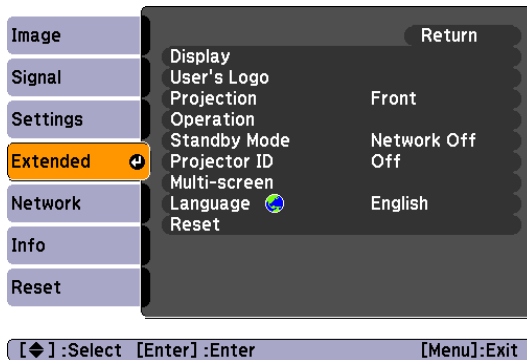 Image
Signal
Settings
Extended
Network
Info
Reset
Return
Display
User's Logo
Projection Front
Operation
Standby Mode Network Off
Projector ID Off
Multi-screen
Language English
Reset
[◆] :Select [Enter] :Enter [Menu]:Exit